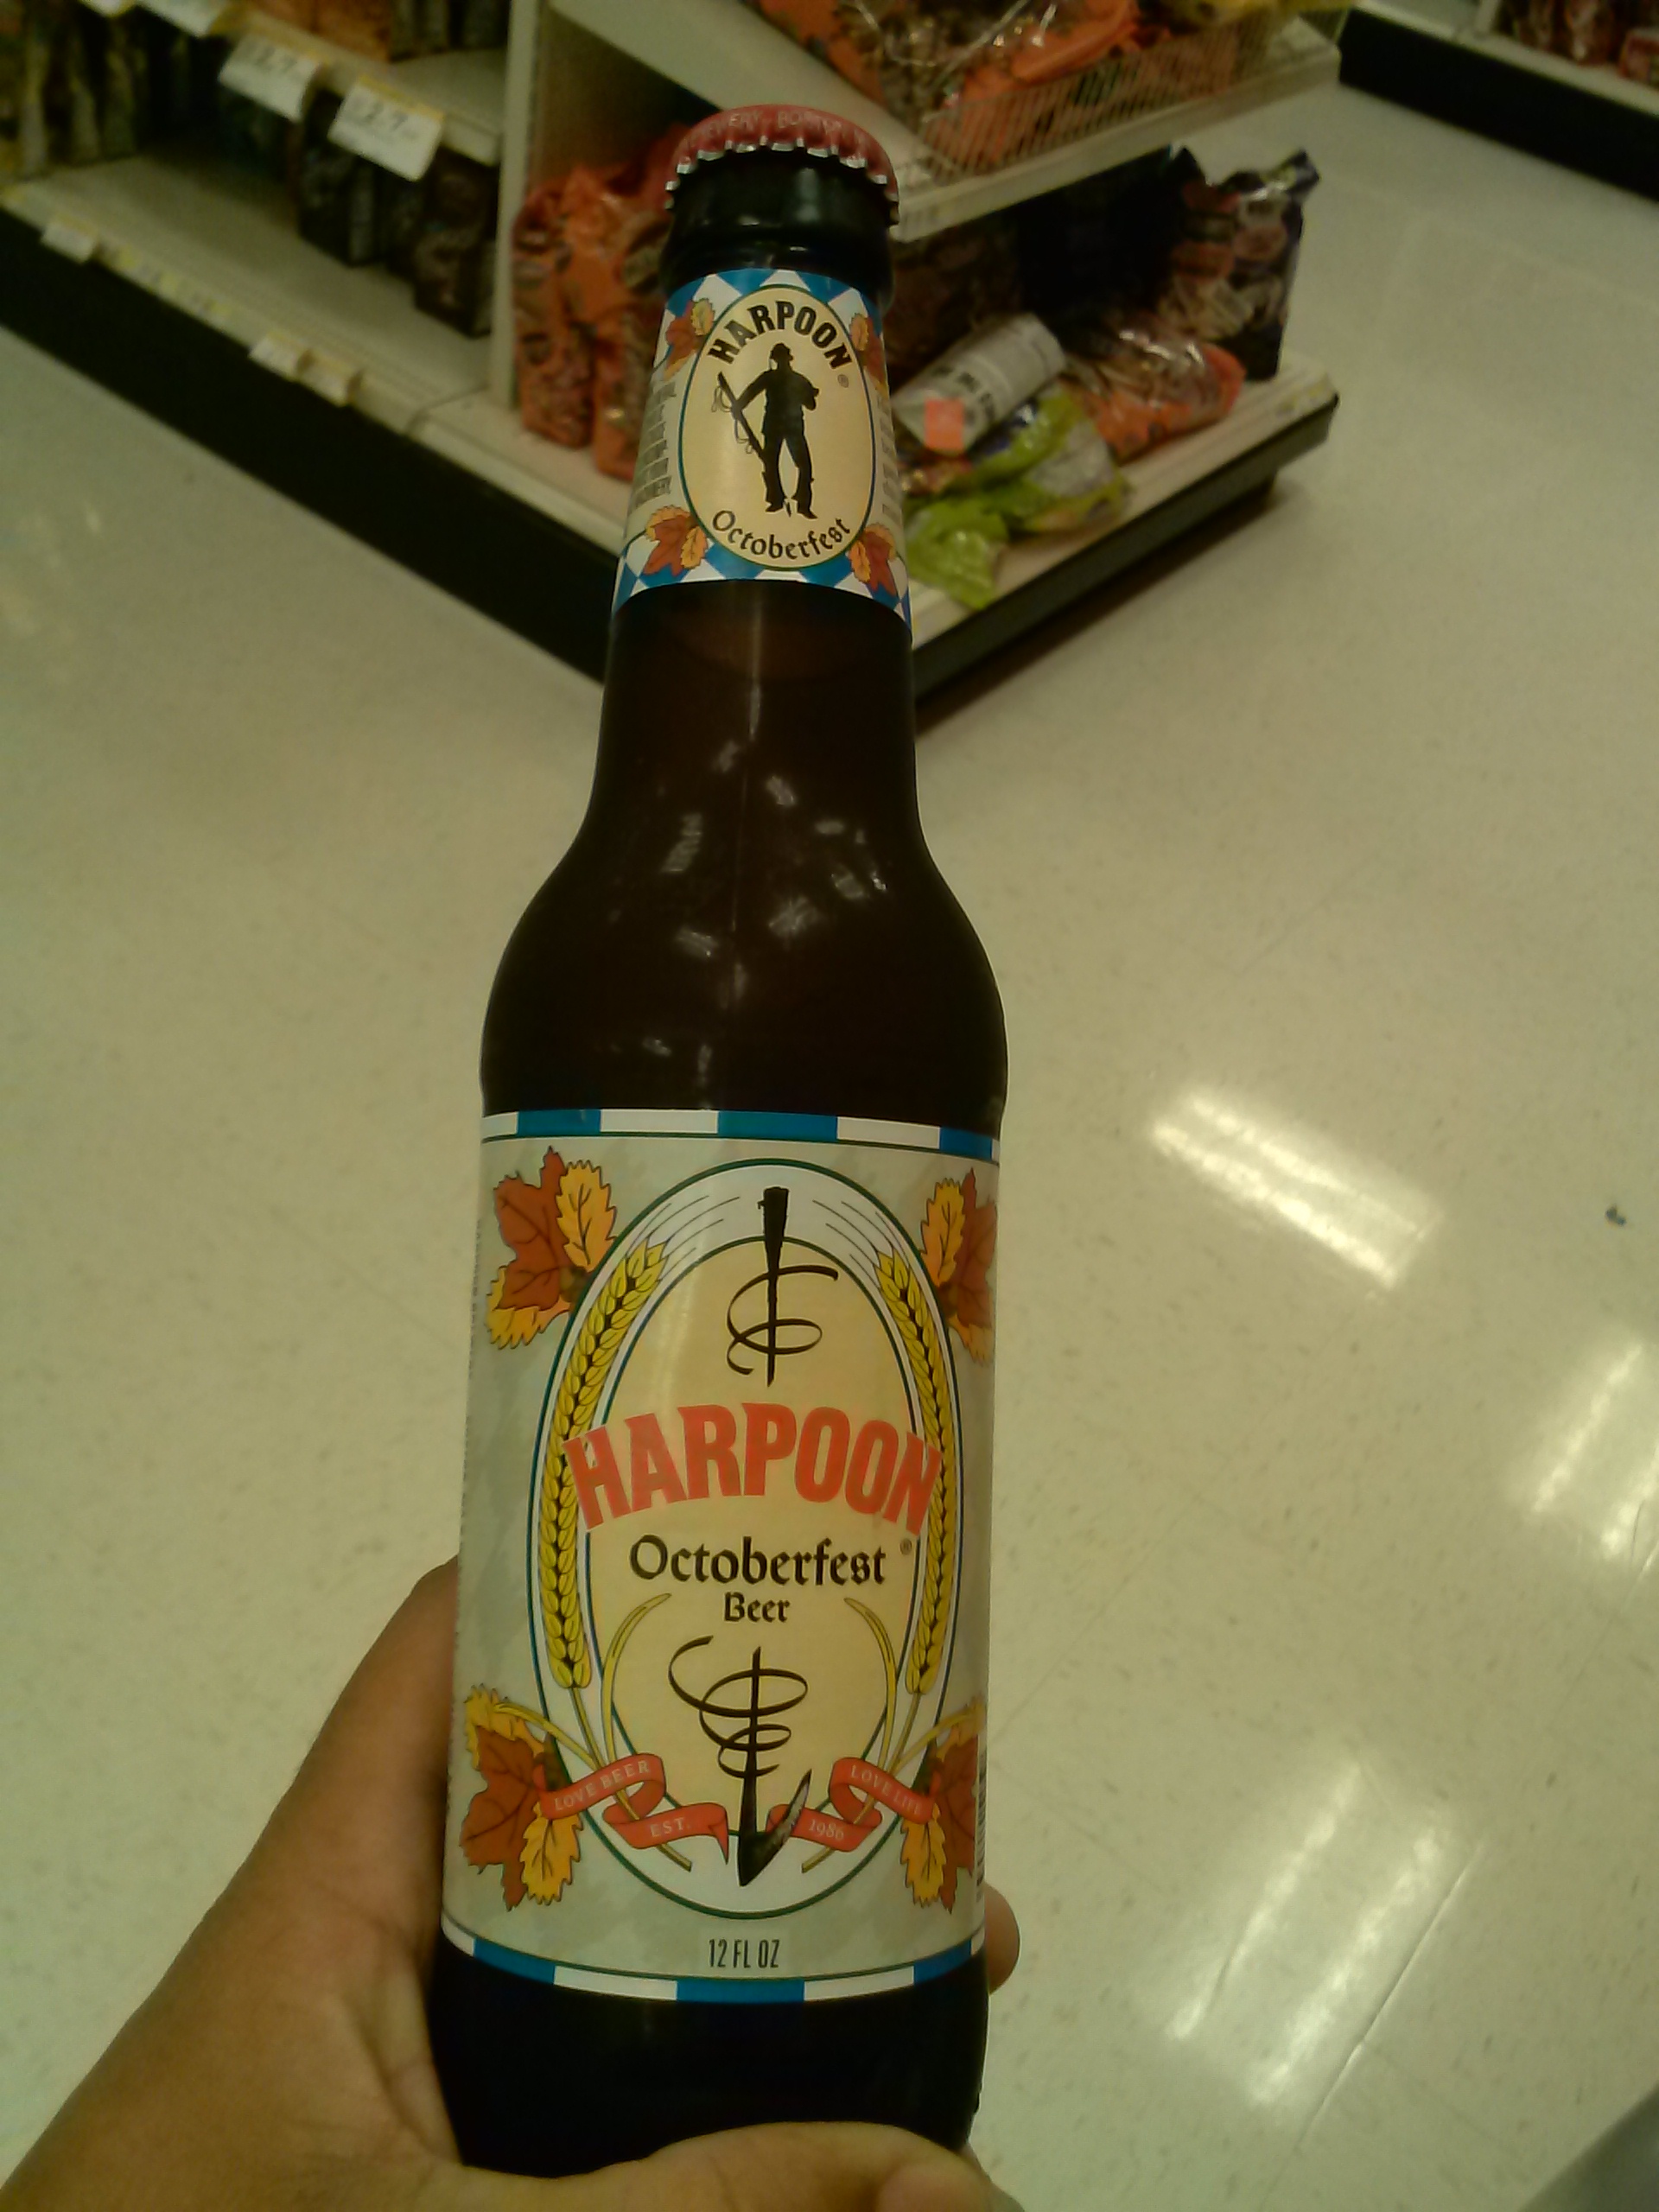 HARPOON
®
Octoberfest
HARPOON
®
Octoberfest
Beer
LOVE BEER
LOVE LIFE
EST.
1986
12 FL OZ